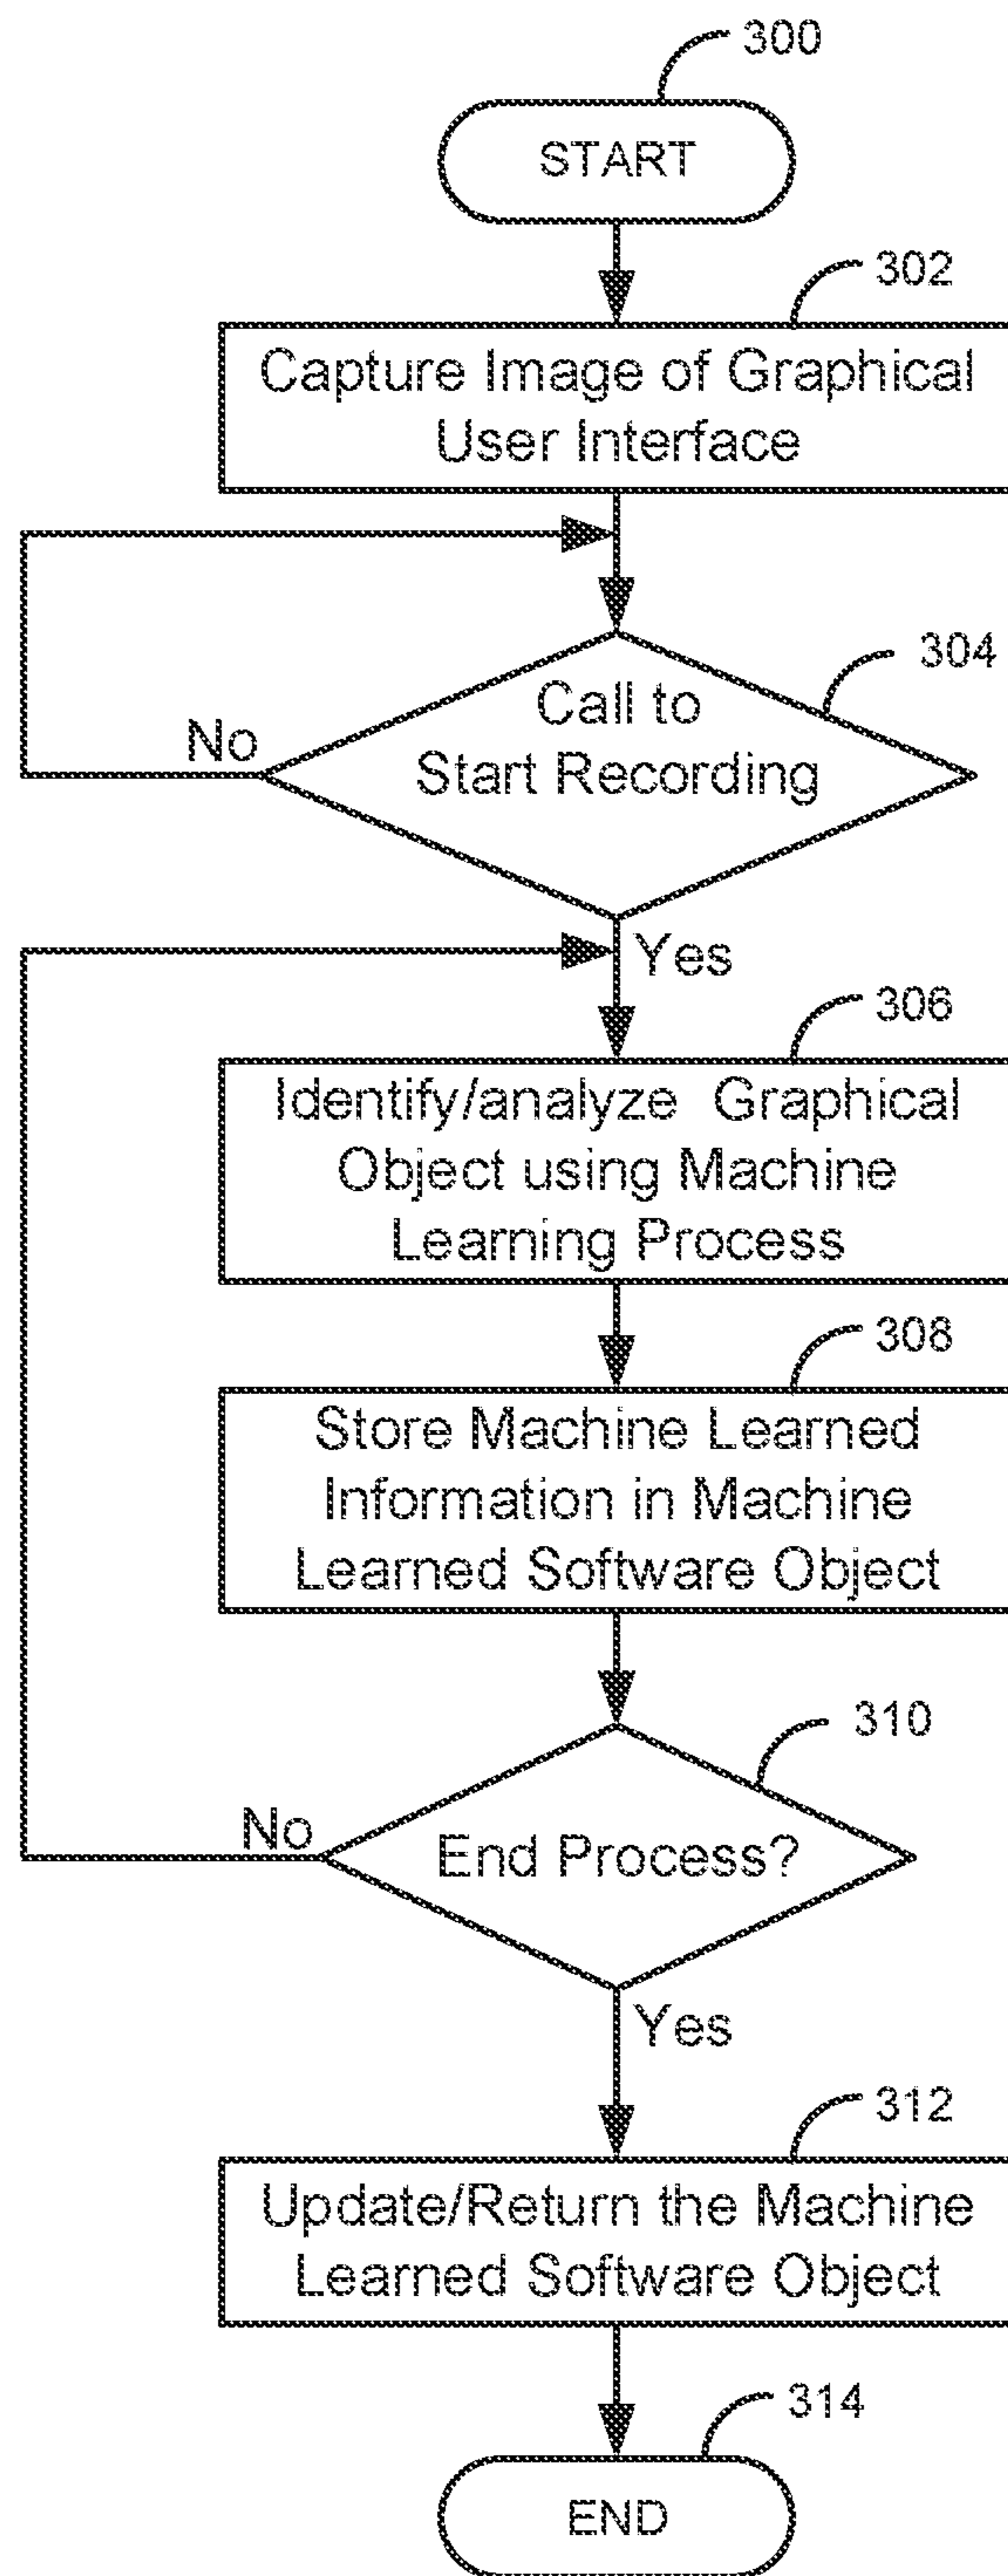 300
START
302
Capture Image of Graphical
User Interface
304
Call to
Start Recording
No
Yes
306
Identify/analyze Graphical
Object using Machine
Learning Process
308
Store Machine Learned
Information in Machine
Learned Software Object
310
End Process?
No
Yes
312
Update/Return the Machine
Learned Software Object
314
END